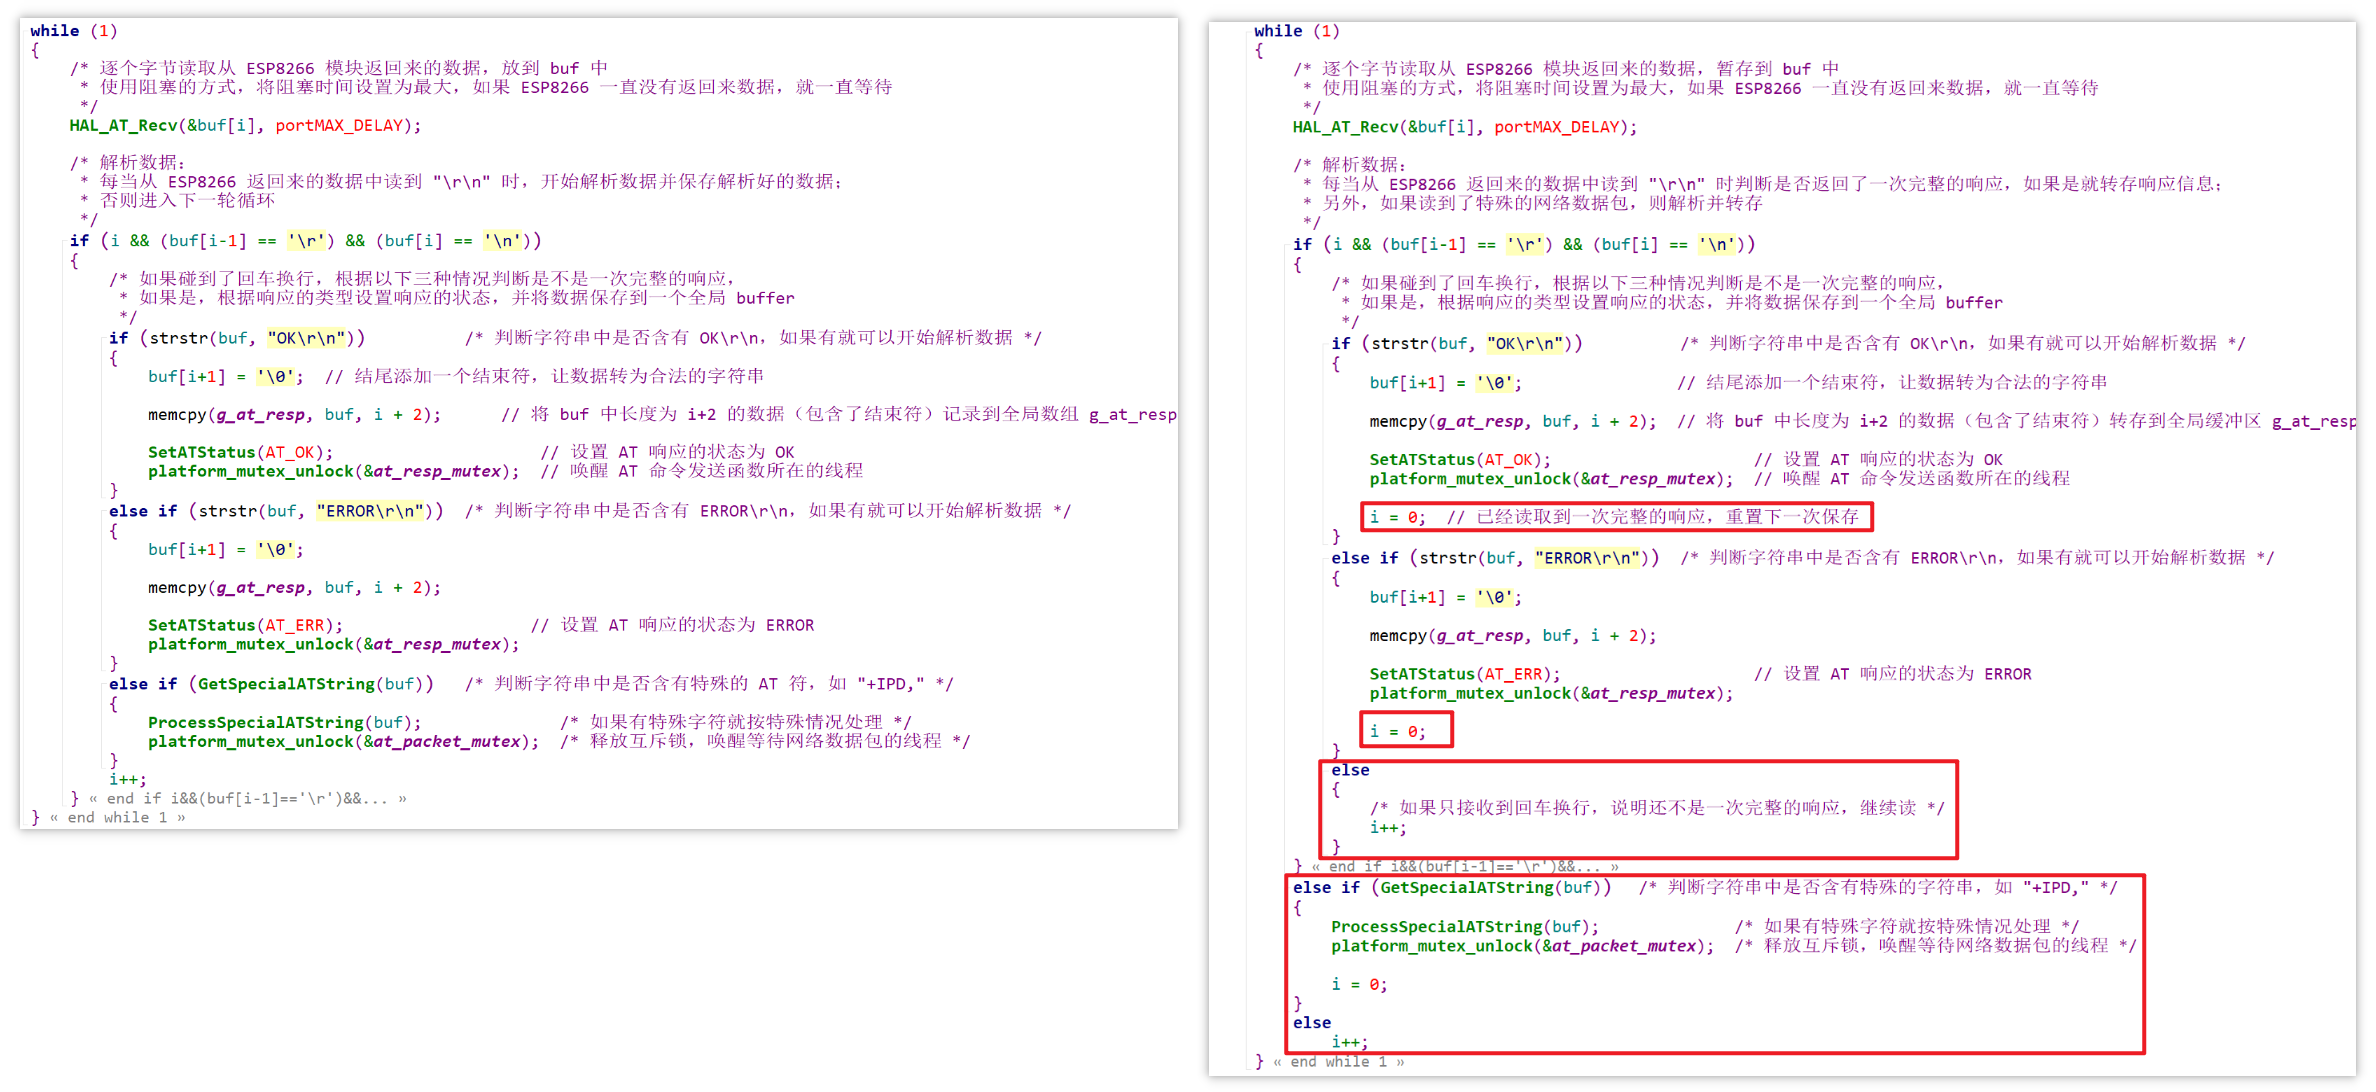 while (1)
{
/* 逐个字节读取从 ESP8266 模块返回来的数据，放到 buf 中
* 使用阻塞的方式，将阻塞时间设置为最大，如果 ESP8266 一直没有返回来数据，就一直等待
*/
HAL_AT_Recv(&buf[i], portMAX_DELAY);
/* 解析数据：
* 每当从 ESP8266 返回来的数据中读到 "\r\n" 时，开始解析数据并保存解析好的数据；
* 否则进入下一轮循环
*/
if (i && (buf[i-1] == '\r') && (buf[i] == '\n'))
{
/* 如果碰到了回车换行，根据以下三种情况判断是不是一次完整的响应，
* 如果是，根据响应的类型设置响应的状态，并将数据保存到一个全局 buffer
*/
if (strstr(buf, "OK\r\n")) /* 判断字符串中是否含有 OK\r\n，如果有就可以开始解析数据 */
{
buf[i+1] = '\0'; // 结尾添加一个结束符，让数据转为合法的字符串
memcpy(g_at_resp, buf, i + 2); // 将 buf 中长度为 i+2 的数据（包含了结束符）记录到全局数组 g_at_resp
SetATStatus(AT_OK); // 设置 AT 响应的状态为 OK
platform_mutex_unlock(&at_resp_mutex); // 唤醒 AT 命令发送函数所在的线程
}
else if (strstr(buf, "ERROR\r\n")) /* 判断字符串中是否含有 ERROR\r\n，如果有就可以开始解析数据 */
{
buf[i+1] = '\0';
memcpy(g_at_resp, buf, i + 2);
SetATStatus(AT_ERR); // 设置 AT 响应的状态为 ERROR
platform_mutex_unlock(&at_resp_mutex);
}
else if (GetSpecialATString(buf)) /* 判断字符串中是否含有特殊的 AT 符，如 "+IPD," */
{
ProcessSpecialATString(buf); /* 如果有特殊字符就按特殊情况处理 */
platform_mutex_unlock(&at_packet_mutex); /* 释放互斥锁，唤醒等待网络数据包的线程 */
}
i++;
} « end if i&&(buf[i-1]=='\r')&&... »
} « end while 1 »
while (1)
{
/* 逐个字节读取从 ESP8266 模块返回来的数据，暂存到 buf 中
* 使用阻塞的方式，将阻塞时间设置为最大，如果 ESP8266 一直没有返回来数据，就一直等待
*/
HAL_AT_Recv(&buf[i], portMAX_DELAY);
/* 解析数据：
* 每当从 ESP8266 返回来的数据中读到 "\r\n" 时判断是否返回了一次完整的响应，如果是就转存响应信息；
* 另外，如果读到了特殊的网络数据包，则解析并转存
*/
if (i && (buf[i-1] == '\r') && (buf[i] == '\n'))
{
/* 如果碰到了回车换行，根据以下三种情况判断是不是一次完整的响应，
* 如果是，根据响应的类型设置响应的状态，并将数据保存到一个全局 buffer
*/
if (strstr(buf, "OK\r\n")) /* 判断字符串中是否含有 OK\r\n，如果有就可以开始解析数据 */
{
buf[i+1] = '\0'; // 结尾添加一个结束符，让数据转为合法的字符串
memcpy(g_at_resp, buf, i + 2); // 将 buf 中长度为 i+2 的数据（包含了结束符）转存到全局缓冲区 g_at_resp
SetATStatus(AT_OK); // 设置 AT 响应的状态为 OK
platform_mutex_unlock(&at_resp_mutex); // 唤醒 AT 命令发送函数所在的线程
i = 0; // 已经读取到一次完整的响应，重置下一次保存
}
else if (strstr(buf, "ERROR\r\n")) /* 判断字符串中是否含有 ERROR\r\n，如果有就可以开始解析数据 */
{
buf[i+1] = '\0';
memcpy(g_at_resp, buf, i + 2);
SetATStatus(AT_ERR); // 设置 AT 响应的状态为 ERROR
platform_mutex_unlock(&at_resp_mutex);
i = 0;
}
else
{
/* 如果只接收到回车换行，说明还不是一次完整的响应，继续读 */
i++;
}
} « end if i&&(buf[i-1]=='\r')&&... »
else if (GetSpecialATString(buf)) /* 判断字符串中是否含有特殊的字符串，如 "+IPD," */
{
ProcessSpecialATString(buf); /* 如果有特殊字符就按特殊情况处理 */
platform_mutex_unlock(&at_packet_mutex); /* 释放互斥锁，唤醒等待网络数据包的线程 */
i = 0;
}
else
i++;
} « end while 1 »